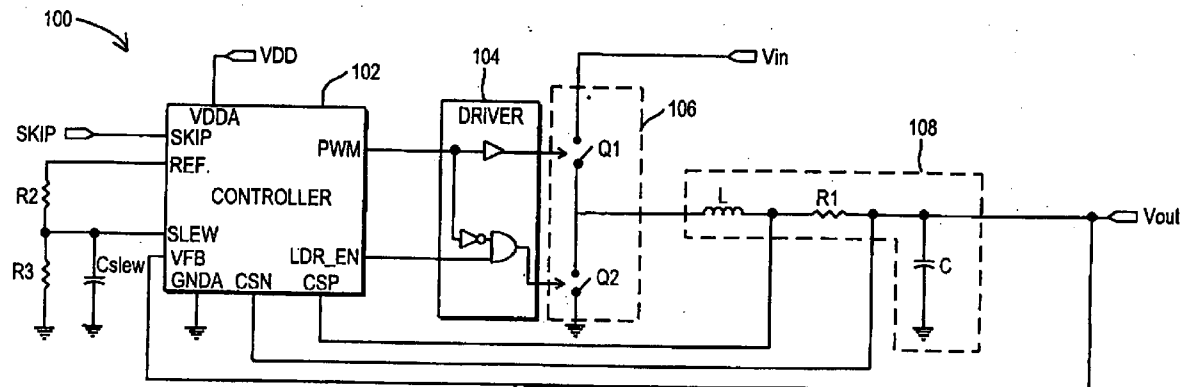 100
VDD
102
104
Vin
VDDA
DRIVER
106
SKIP
SKIP
PWM
Q1
108
REF.
R2
CONTROLLER
L
R1
Vout
SLEW
R3
VFB
Cslew
LDR_EN
C
GNDA
CSN
CSP
Q2